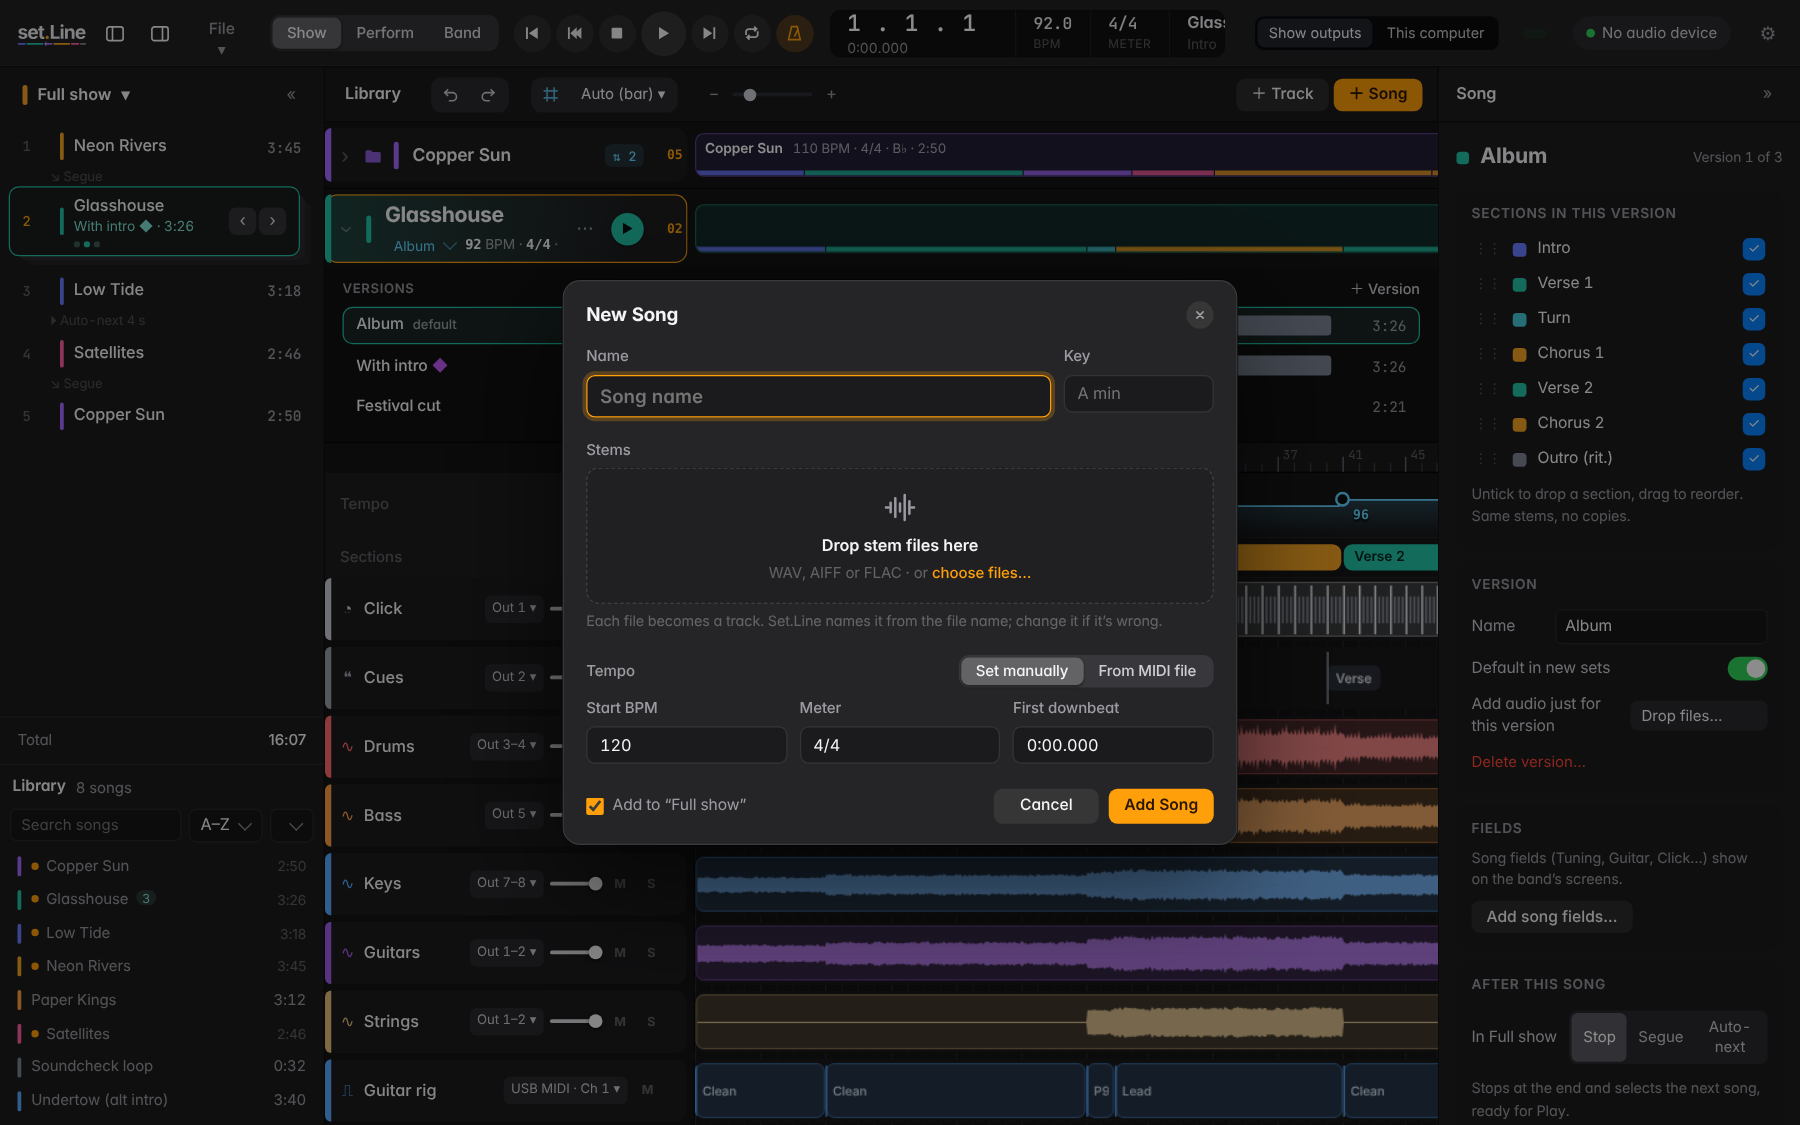 set.Line
File ▾
Show
Perform
Band
1 . 1 . 1
0:00.000
92.0
BPM
4/4
METER
Glass
Intro
Show outputs
This computer
No audio device
Full show ▾
«
1 Neon Rivers 3:45
↘ Segue
2 Glasshouse
With intro ◆ · 3:26
‹ ›
3 Low Tide 3:18
Auto-next 4 s
4 Satellites 2:46
↘ Segue
5 Copper Sun 2:50
Total 16:07
Library 8 songs
Search songs
A–Z
Copper Sun 2:50
Glasshouse 3 3:26
Low Tide 3:18
Neon Rivers 3:45
Paper Kings 3:12
Satellites 2:46
Soundcheck loop 0:32
Undertow (alt intro) 3:40
Library
Auto (bar) ▾
− +
+ Track
+ Song
Copper Sun ⇅ 2 05
Copper Sun 110 BPM · 4/4 · B♭ · 2:50
Glasshouse ··· 02
Album 92 BPM · 4/4 ·
VERSIONS
+ Version
Album default 3:26
With intro ◆ 3:26
Festival cut 2:21
37 41 45
Tempo
96
Sections
Verse 2
Click Out 1 ▾
Cues Out 2 ▾
Verse
Drums Out 3–4 ▾
Bass Out 5 ▾
Keys Out 7–8 ▾ M S
Guitars Out 1–2 ▾ M S
Strings Out 1–2 ▾ M S
Guitar rig USB MIDI · Ch 1 ▾ M
Clean
Clean
P9
Lead
Clean
New Song
×
Name
Key
Song name
A min
Stems
Drop stem files here
WAV, AIFF or FLAC · or choose files...
Each file becomes a track. Set.Line names it from the file name; change it if it’s wrong.
Tempo
Set manually
From MIDI file
Start BPM
Meter
First downbeat
120
4/4
0:00.000
Add to “Full show”
Cancel
Add Song
Song
»
Album
Version 1 of 3
SECTIONS IN THIS VERSION
Intro
Verse 1
Turn
Chorus 1
Verse 2
Chorus 2
Outro (rit.)
Untick to drop a section, drag to reorder.
Same stems, no copies.
VERSION
Name Album
Default in new sets
Add audio just for
this version
Drop files...
Delete version...
FIELDS
Song fields (Tuning, Guitar, Click...) show
on the band’s screens.
Add song fields...
AFTER THIS SONG
In Full show
Stop
Segue
Auto-
next
Stops at the end and selects the next song,
ready for Play.